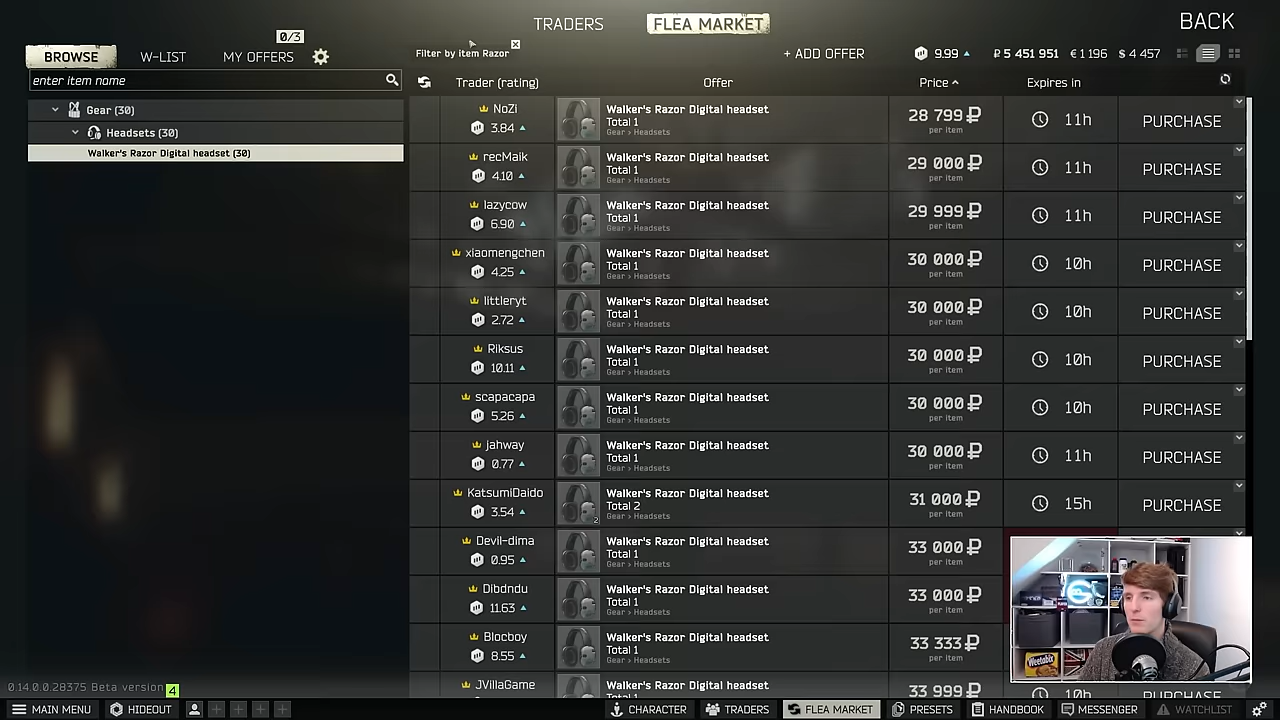 TRADERS
FLEA MARKET
BACK
BROWSE
W-LIST
0/3
MY OFFERS
Filter by item Razor
+ ADD OFFER
9.99
₽ 5 451 951
€ 1 196
$ 4 457
enter item name
Trader (rating)
Offer
Price
Expires in
Gear (30)
Headsets (30)
Walker's Razor Digital headset (30)
NoZi
3.84
Walker's Razor Digital headset
Total 1
Gear > Headsets
28 799 ₽
per item
11h
PURCHASE
recMaik
4.10
Walker's Razor Digital headset
Total 1
Gear > Headsets
29 000 ₽
per item
11h
PURCHASE
lazycow
6.90
Walker's Razor Digital headset
Total 1
Gear > Headsets
29 999 ₽
per item
11h
PURCHASE
xiaomengchen
4.25
Walker's Razor Digital headset
Total 1
Gear > Headsets
30 000 ₽
per item
10h
PURCHASE
littleryt
2.72
Walker's Razor Digital headset
Total 1
Gear > Headsets
30 000 ₽
per item
10h
PURCHASE
Riksus
10.11
Walker's Razor Digital headset
Total 1
Gear > Headsets
30 000 ₽
per item
10h
PURCHASE
scapacapa
5.26
Walker's Razor Digital headset
Total 1
Gear > Headsets
30 000 ₽
per item
10h
PURCHASE
jahway
0.77
Walker's Razor Digital headset
Total 1
Gear > Headsets
30 000 ₽
per item
11h
PURCHASE
KatsumiDaido
3.54
2
Walker's Razor Digital headset
Total 2
Gear > Headsets
31 000 ₽
per item
15h
PURCHASE
Devil-dima
0.95
Walker's Razor Digital headset
Total 1
Gear > Headsets
33 000 ₽
per item
Dibdndu
11.63
Walker's Razor Digital headset
Total 1
Gear > Headsets
33 000 ₽
per item
Blocboy
8.55
Walker's Razor Digital headset
Total 1
Gear > Headsets
33 333 ₽
per item
JVillaGame
Walker's Razor Digital headset
Total 1
33 999 ₽
10h
Weetabix
0.14.0.0.28375 Beta version
4
MAIN MENU
HIDEOUT
CHARACTER
TRADERS
FLEA MARKET
PRESETS
HANDBOOK
MESSENGER
WATCHLIST